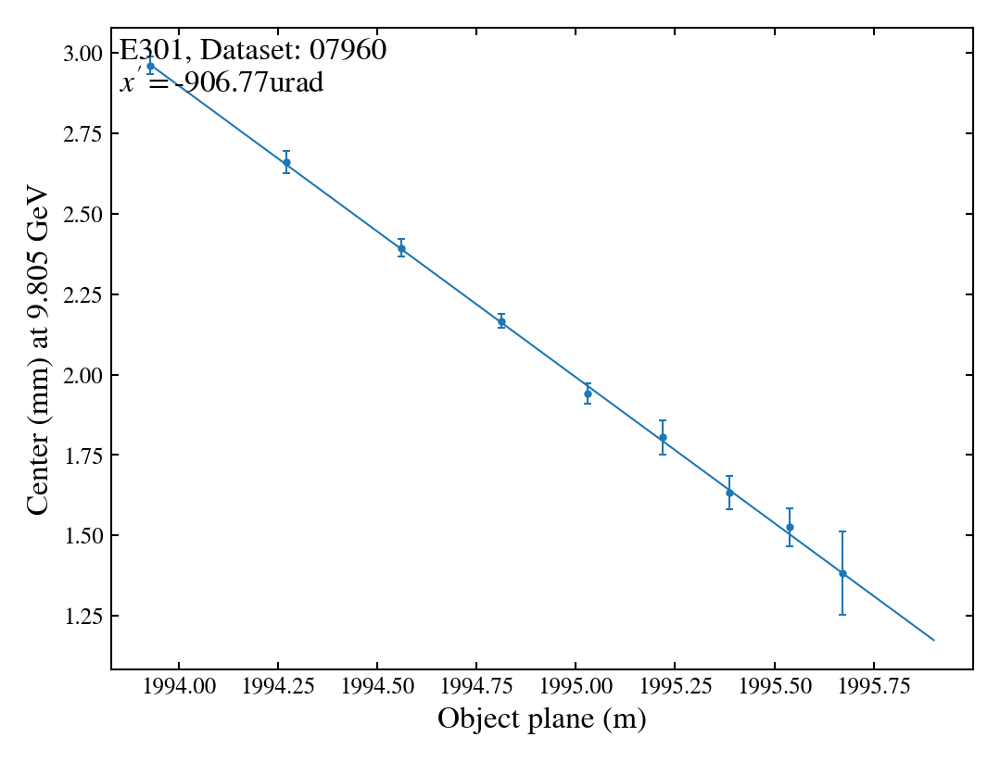 E301, Dataset: 07960
x′ = -906.77urad
3.00
2.75
2.50
2.25
2.00
1.75
1.50
1.25
Center (mm) at 9.805 GeV
1994.00 1994.25 1994.50 1994.75 1995.00 1995.25 1995.50 1995.75
Object plane (m)